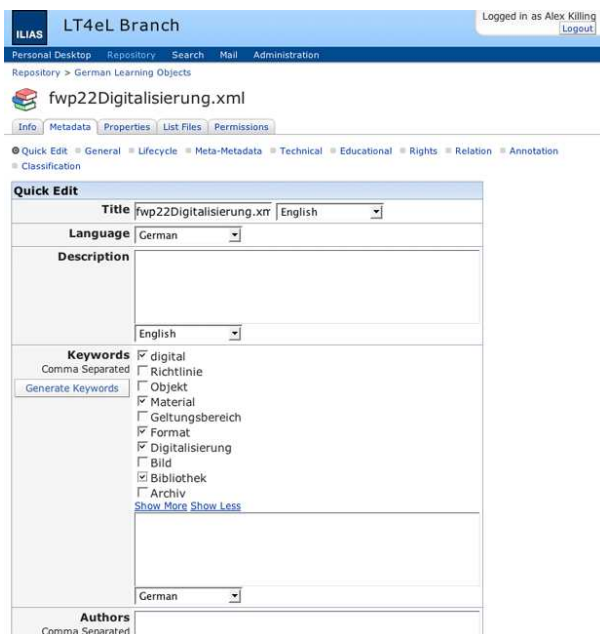 Logged in as Alex Killing
Logout
ILIAS LT4eL Branch
Personal Desktop Repository Search Mail Administration
Repository > German Learning Objects
fwp22Digitalisierung.xml
Info Metadata Properties List Files Permissions
Quick Edit General Lifecycle Meta-Metadata Technical Educational Rights Relation Annotation
Classification
Quick Edit
Title fwp22Digitalisierung.xm English
Language German
Description
English
Keywords digital
Comma Separated Richtlinie
Generate Keywords Objekt
Material
Geltungsbereich
Format
Digitalisierung
Bild
Bibliothek
Archiv
Show More Show Less
German
Authors
Comma Separated